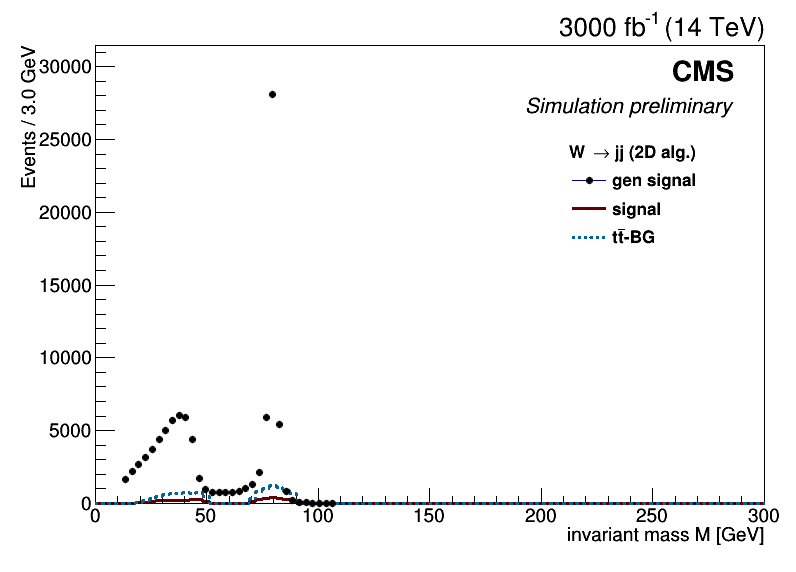 3000 fb⁻¹ (14 TeV)
CMS
Simulation preliminary
Events / 3.0 GeV
W → jj (2D alg.)
gen signal
signal
tt̄-BG
30000
25000
20000
15000
10000
5000
0
0 50 100 150 200 250 300
invariant mass M [GeV]